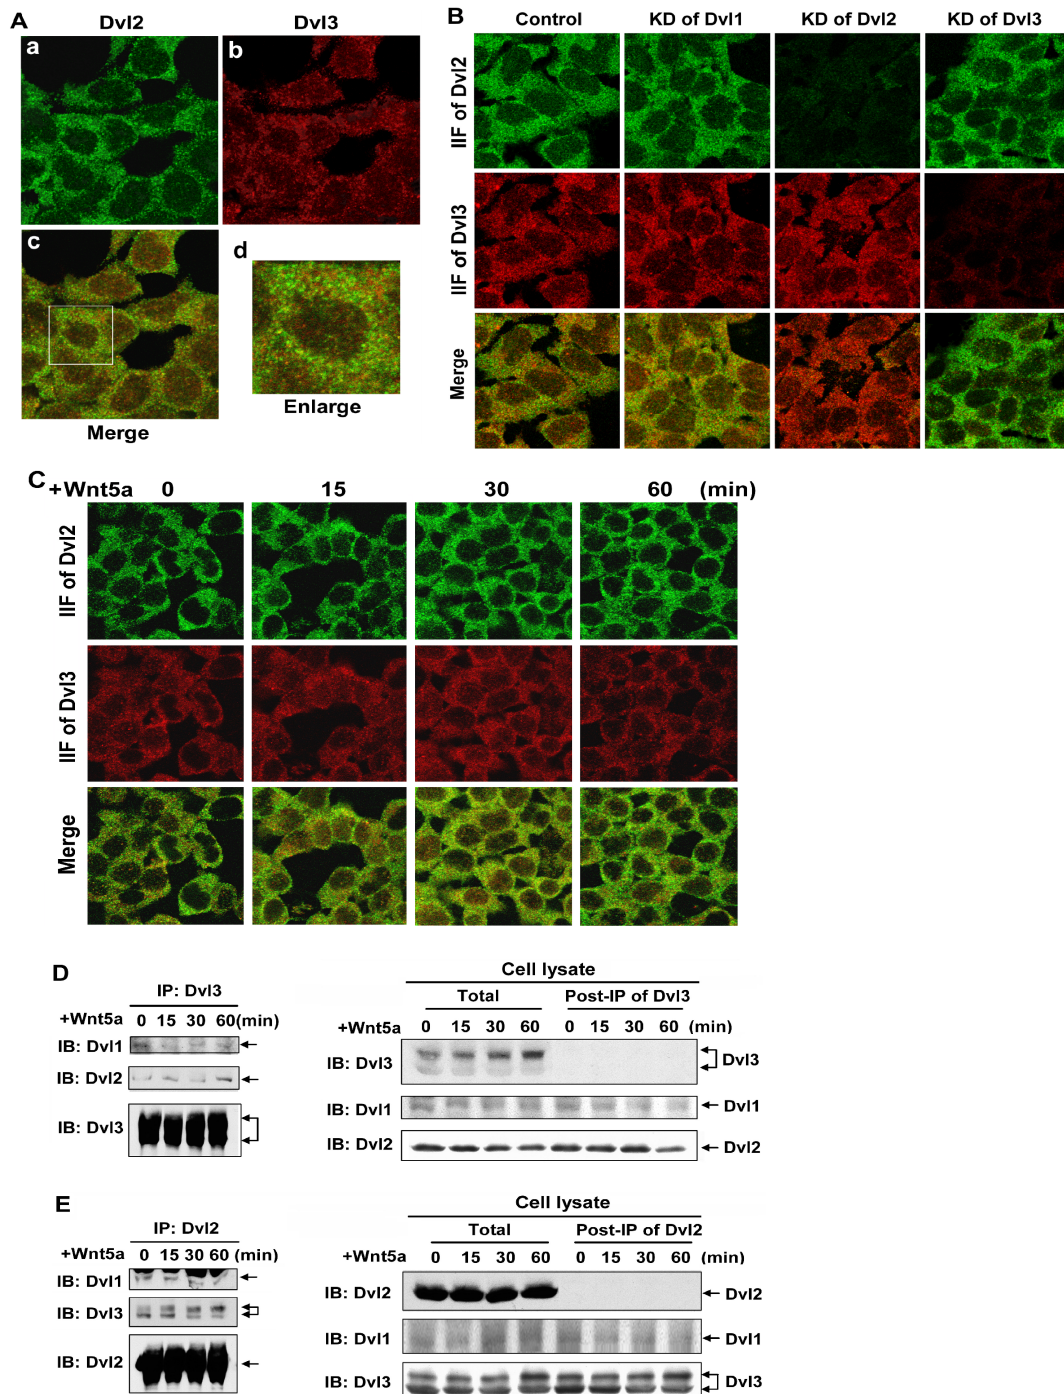 A
Dvl2 Dvl3
a b
c d
Merge
Enlarge
B
Control KD of Dvl1 KD of Dvl2 KD of Dvl3
IIF of Dvl2
IIF of Dvl3
Merge
C
+Wnt5a 0 15 30 60 (min)
IIF of Dvl2
IIF of Dvl3
Merge
D
IP: Dvl3
+Wnt5a
0 15 30 60(min)
IB: Dvl1
IB: Dvl2
IB: Dvl3
Cell lysate
Total Post-IP of Dvl3
+Wnt5a 0 15 30 60 0 15 30 60 (min)
IB: Dvl3 Dvl3
IB: Dvl1 Dvl1
IB: Dvl2 Dvl2
E
IP: Dvl2
+Wnt5a 0 15 30 60 (min)
IB: Dvl1
IB: Dvl3
IB: Dvl2
Cell lysate
Total Post-IP of Dvl2
+Wnt5a 0 15 30 60 0 15 30 60 (min)
IB: Dvl2 Dvl2
IB: Dvl1 Dvl1
IB: Dvl3 Dvl3